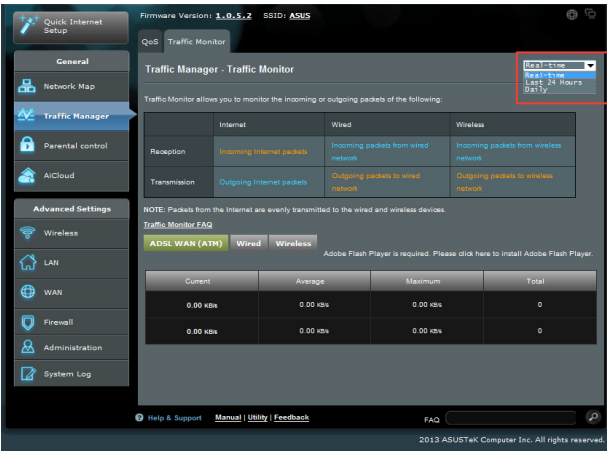 Quick Internet
Setup
Firmware Version: 1.0.5.2 SSID: ASUS
QoS Traffic Monitor
General
Network Map
Traffic Manager
Parental control
AiCloud
Advanced Settings
Wireless
LAN
WAN
Firewall
Administration
System Log
Traffic Manager - Traffic Monitor
Real-time
Real-time
Last 24 Hours
Daily
Traffic Monitor allows you to monitor the incoming or outgoing packets of the following:
Internet Wired Wireless
Reception Incoming Internet packets Incoming packets from wired network Incoming packets from wireless network
Transmission Outgoing Internet packets Outgoing packets to wired network Outgoing packets to wireless network
NOTE: Packets from the Internet are evenly transmitted to the wired and wireless devices.
Traffic Monitor FAQ
ADSL WAN (ATM) Wired Wireless
Adobe Flash Player is required. Please click here to install Adobe Flash Player.
Current Average Maximum Total
0.00 KB/s 0.00 KB/s 0.00 KB/s 0
0.00 KB/s 0.00 KB/s 0.00 KB/s 0
Help & Support Manual | Utility | Feedback FAQ
2013 ASUSTeK Computer Inc. All rights reserved.